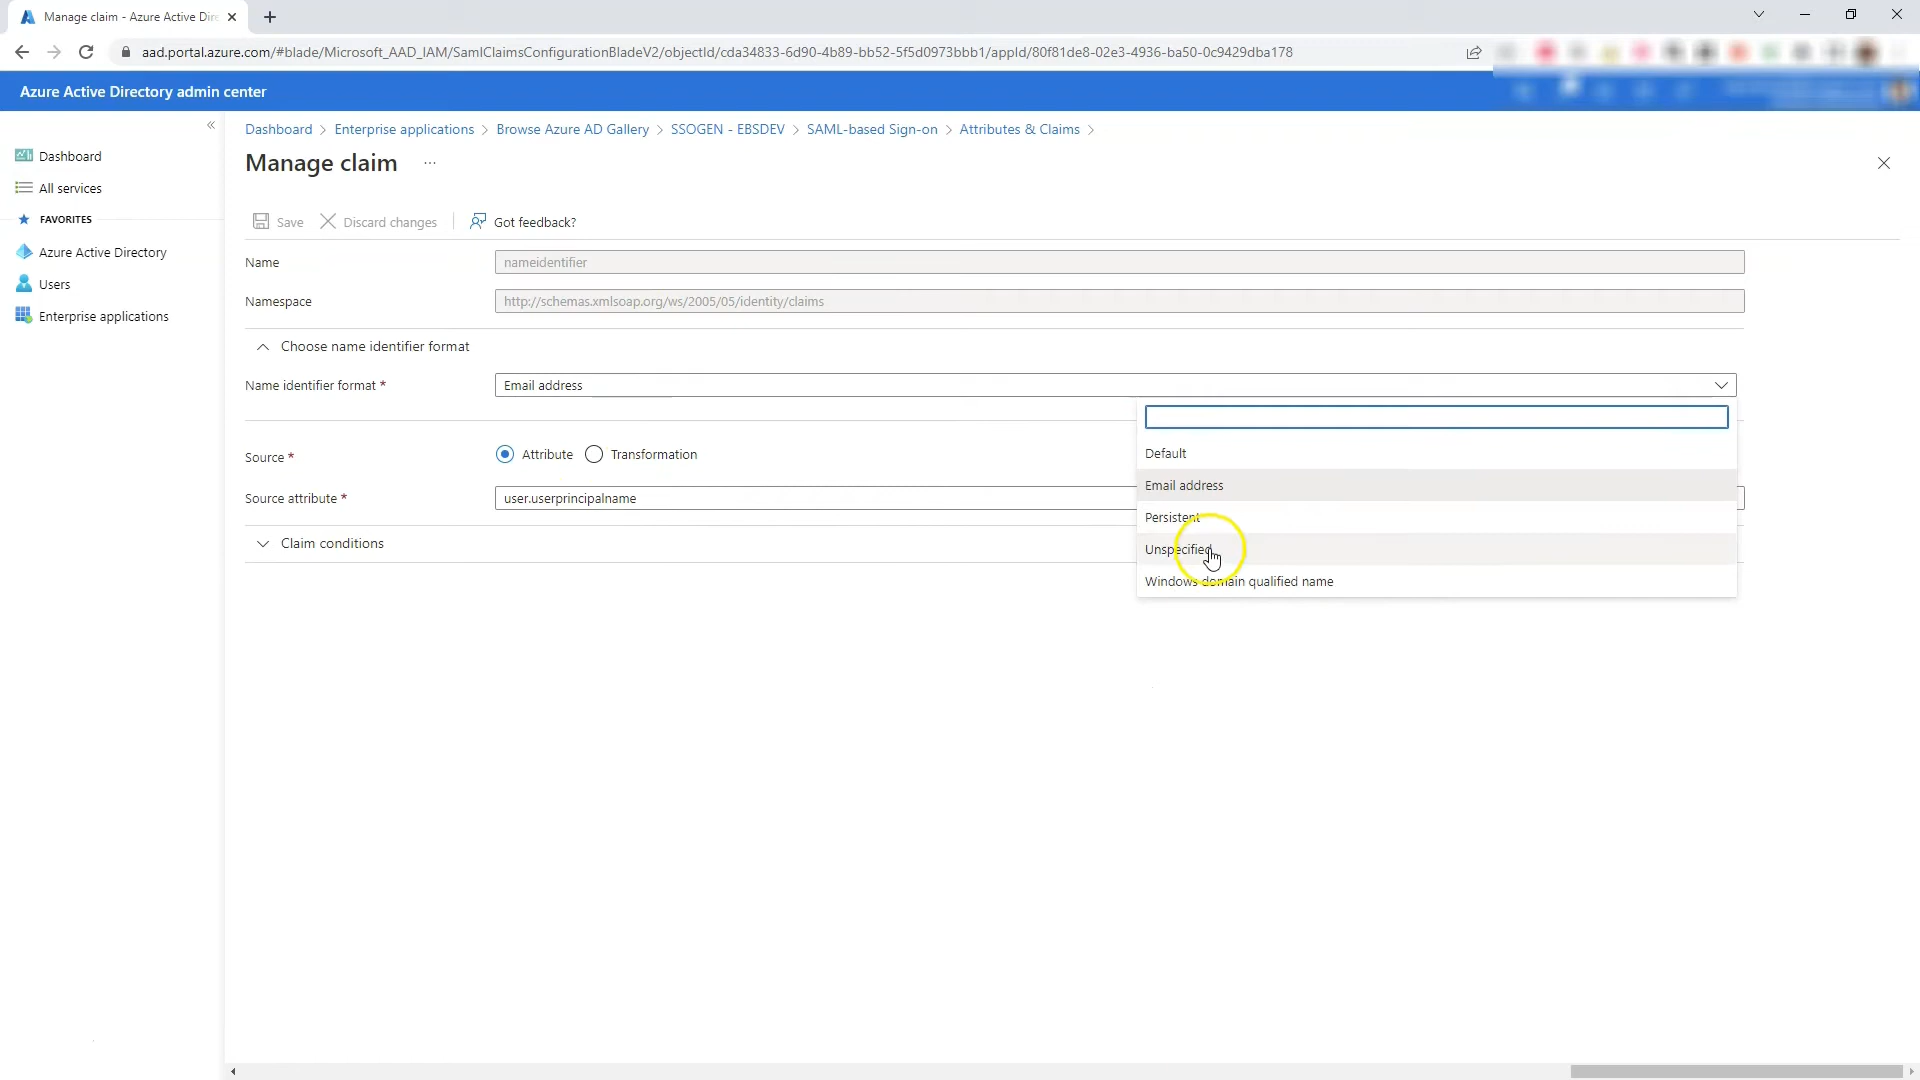 Manage claim - Azure Active Dire
aad.portal.azure.com/#blade/Microsoft_AAD_IAM/SamlClaimsConfigurationBladeV2/objectId/cda34833-6d90-4b89-bb52-5f5d0973bbb1/appId/80f81de8-02e3-4936-ba50-0c9429dba178
Azure Active Directory admin center
Dashboard
All services
FAVORITES
Azure Active Directory
Users
Enterprise applications
Dashboard > Enterprise applications > Browse Azure AD Gallery > SSOGEN - EBSDEV > SAML-based Sign-on > Attributes & Claims >
Manage claim ...
Save Discard changes Got feedback?
Name nameidentifier
Namespace http://schemas.xmlsoap.org/ws/2005/05/identity/claims
Choose name identifier format
Name identifier format * Email address
Default
Email address
Persistent
Unspecified
Windows domain qualified name
Source * Attribute Transformation
Source attribute * user.userprincipalname
Claim conditions